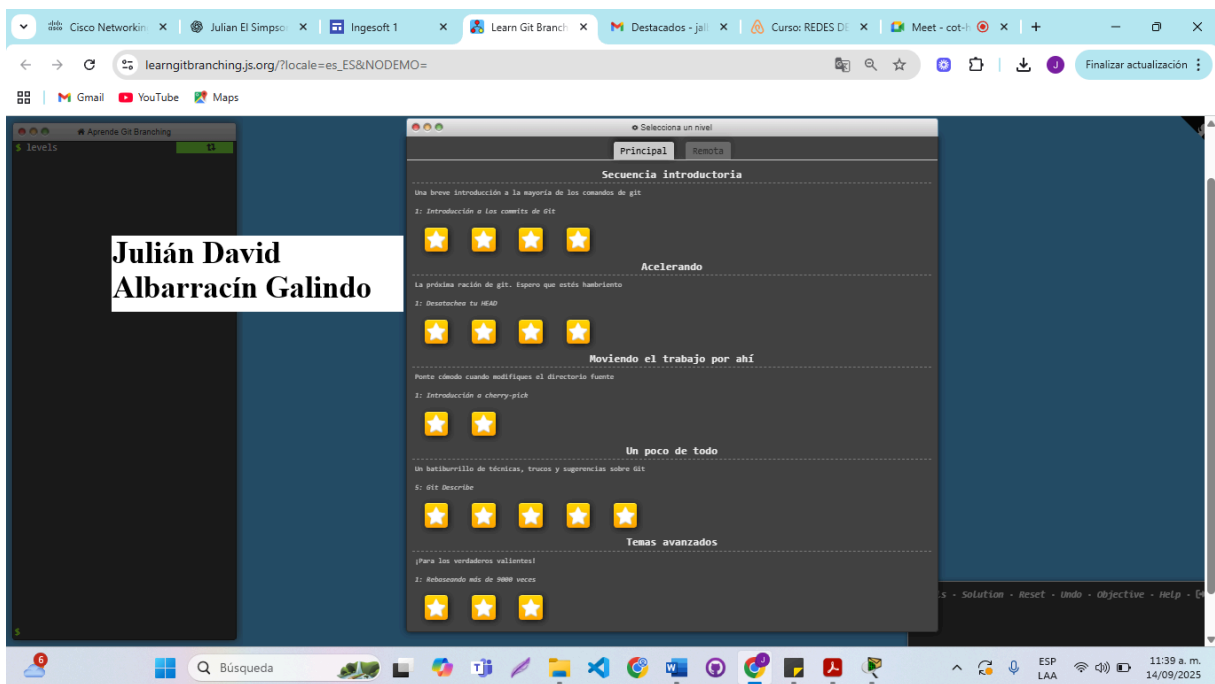 Cisco Networkin
Julian El Simpso
Ingesoft 1
Learn Git Branch
Destacados - jal
Curso: REDES DE
Meet - cot-h
learngitbranching.js.org/?locale=es_ES&NODEMO=
Finalizar actualización
Gmail
YouTube
Maps
Aprende Git Branching
$ levels
Julián David
Albarracín Galindo
$
Selecciona un nivel
Principal
Remota
Secuencia introductoria
Una breve introducción a la mayoría de los comandos de git
1: Introducción a los commits de Git
Acelerando
La próxima ración de git. Espero que estés hambriento
1: Desatachea tu HEAD
Moviendo el trabajo por ahí
Ponte cómodo cuando modifiques el directorio fuente
1: Introducción a cherry-pick
Un poco de todo
Un batiburrillo de técnicas, trucos y sugerencias sobre Git
5: Git Describe
Temas avanzados
¡Para los verdaderos valientes!
1: Rebaseando más de 9000 veces
s - Solution - Reset - Undo - Objective - Help -
6
Búsqueda
ESP
LAA
11:39 a. m.
14/09/2025